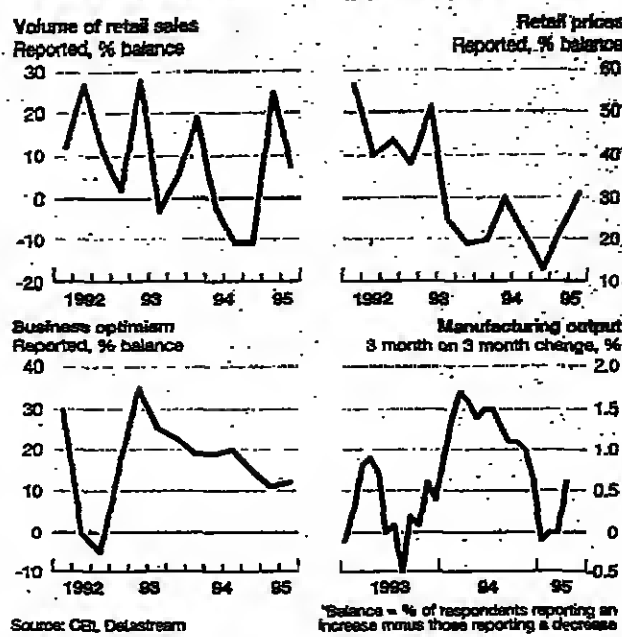 Volume of retail sales
Reported, % balance
30
20
10
0
-10
-20
1992 93 94 95
Retail prices
Reported, % balance
60
50
40
30
20
10
1992 93 94 95
Business optimism
Reported, % balance
40
30
20
10
0
-10
1992 93 94 95
Manufacturing output
3 month on 3 month change, %
2.0
1.5
1.0
0.5
0
-0.5
1993 94 95
Source: CBI, Datastream
*Balance = % of respondents reporting an
increase minus those reporting a decrease